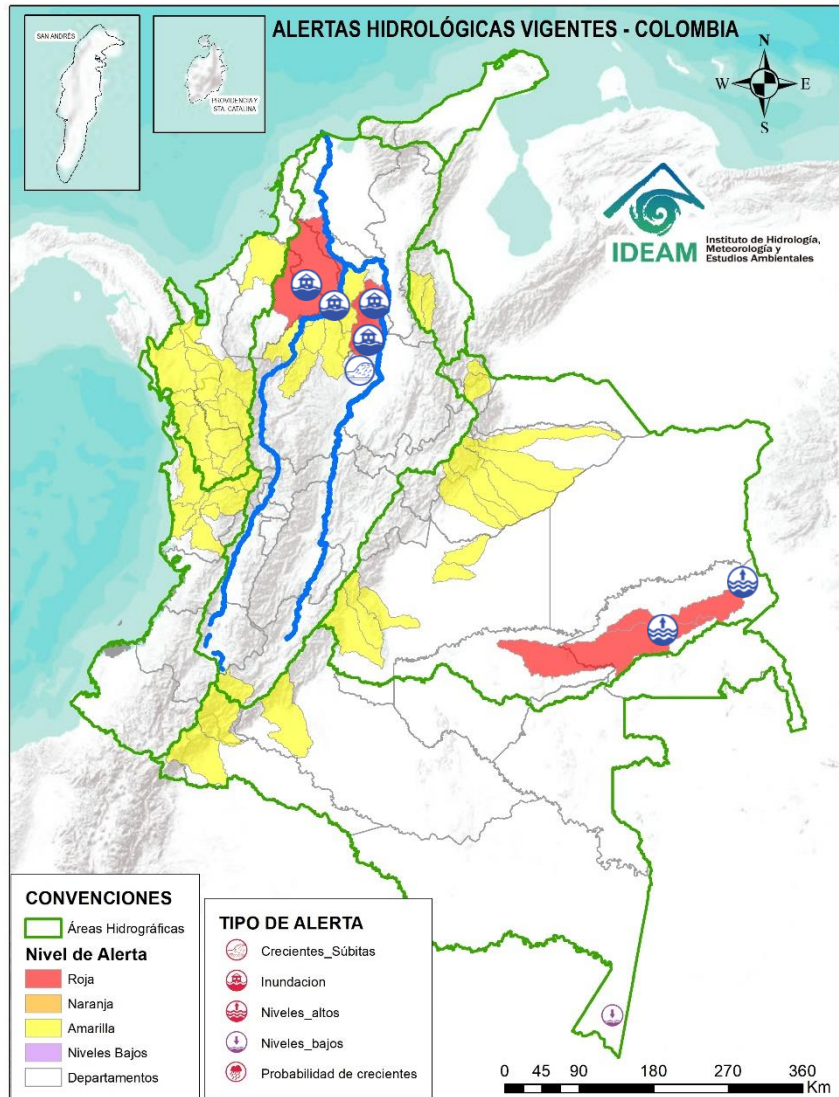 ALERTAS HIDROLÓGICAS VIGENTES - COLOMBIA
SAN ANDRÉS
PROVIDENCIA Y
STA. CATALINA
N
W
E
S
IDEAM
Instituto de Hidrología,
Meteorología y
Estudios Ambientales
CONVENCIONES
Áreas Hidrográficas
Nivel de Alerta
Roja
Naranja
Amarilla
Niveles Bajos
Departamentos
TIPO DE ALERTA
Crecientes_Súbitas
Inundacion
Niveles_altos
Niveles_bajos
Probabilidad de crecientes
0 45 90 180 270 360
Km